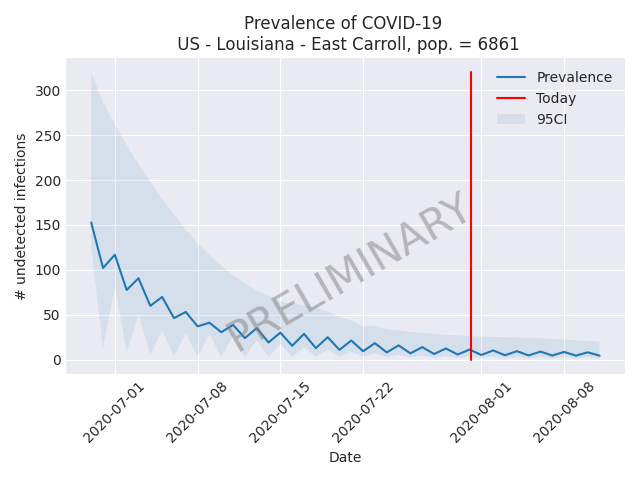 Prevalence of COVID-19
US - Louisiana - East Carroll, pop. = 6861
Prevalence
Today
95CI
# undetected infections
300
250
200
150
100
50
0
PRELIMINARY
2020-07-01
2020-07-08
2020-07-15
2020-07-22
2020-08-01
2020-08-08
Date